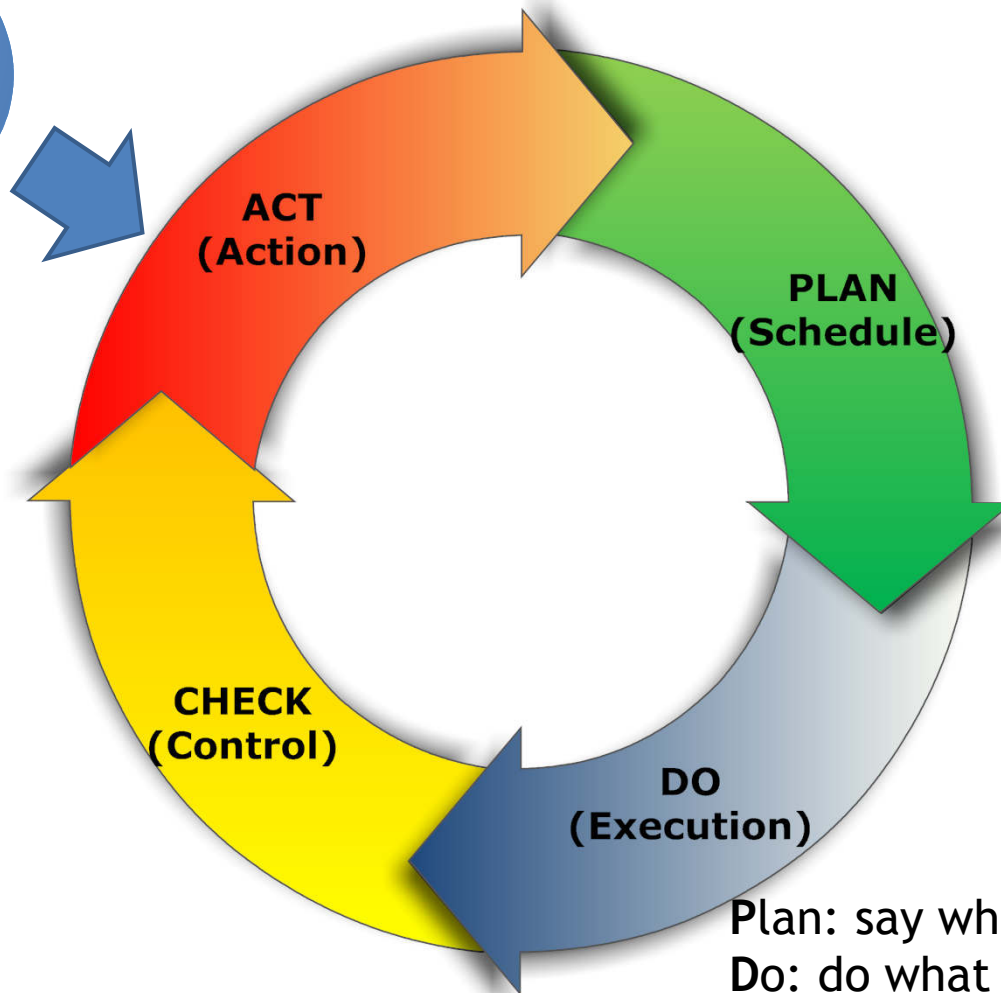 ACT
(Action)
PLAN
(Schedule)
CHECK
(Control)
DO
(Execution)
Plan: say wh
Do: do what